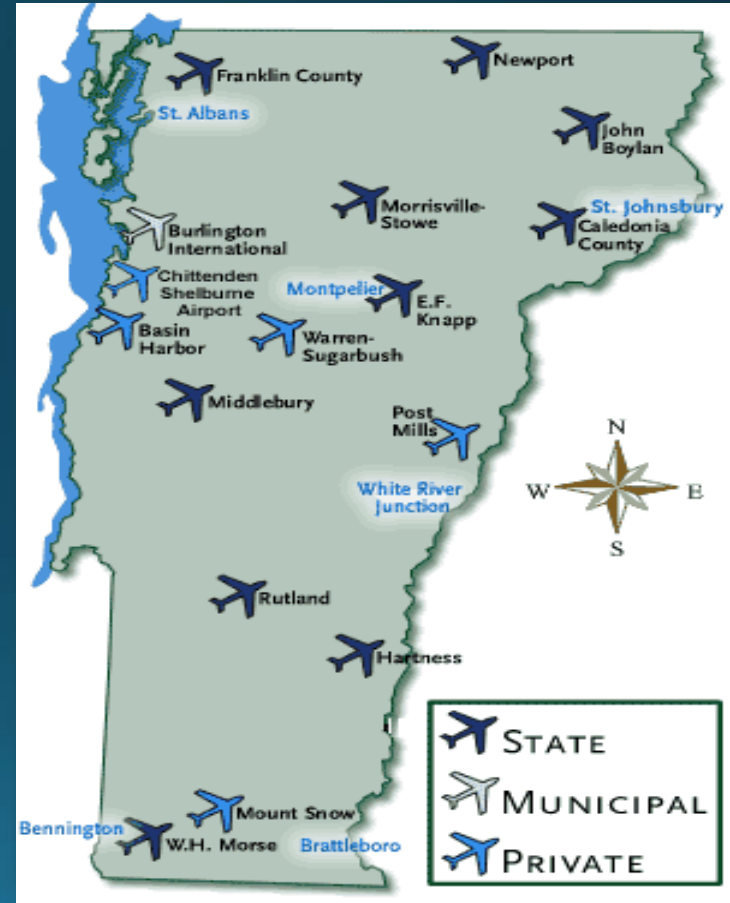 Franklin County
Newport
St. Albans
John
Boylan
Morrisville-
Stowe
St. Johnsbury
Caledonia
County
Burlington
International
Chittenden
Shelburne
Airport
Montpelier
E.F.
Knapp
Basin
Harbor
Warren-
Sugarbush
Middlebury
Post
Mills
White River
Junction
N
W
E
S
Rutland
Hartness
Mount Snow
Bennington
W.H. Morse
Brattleboro
STATE
MUNICIPAL
PRIVATE